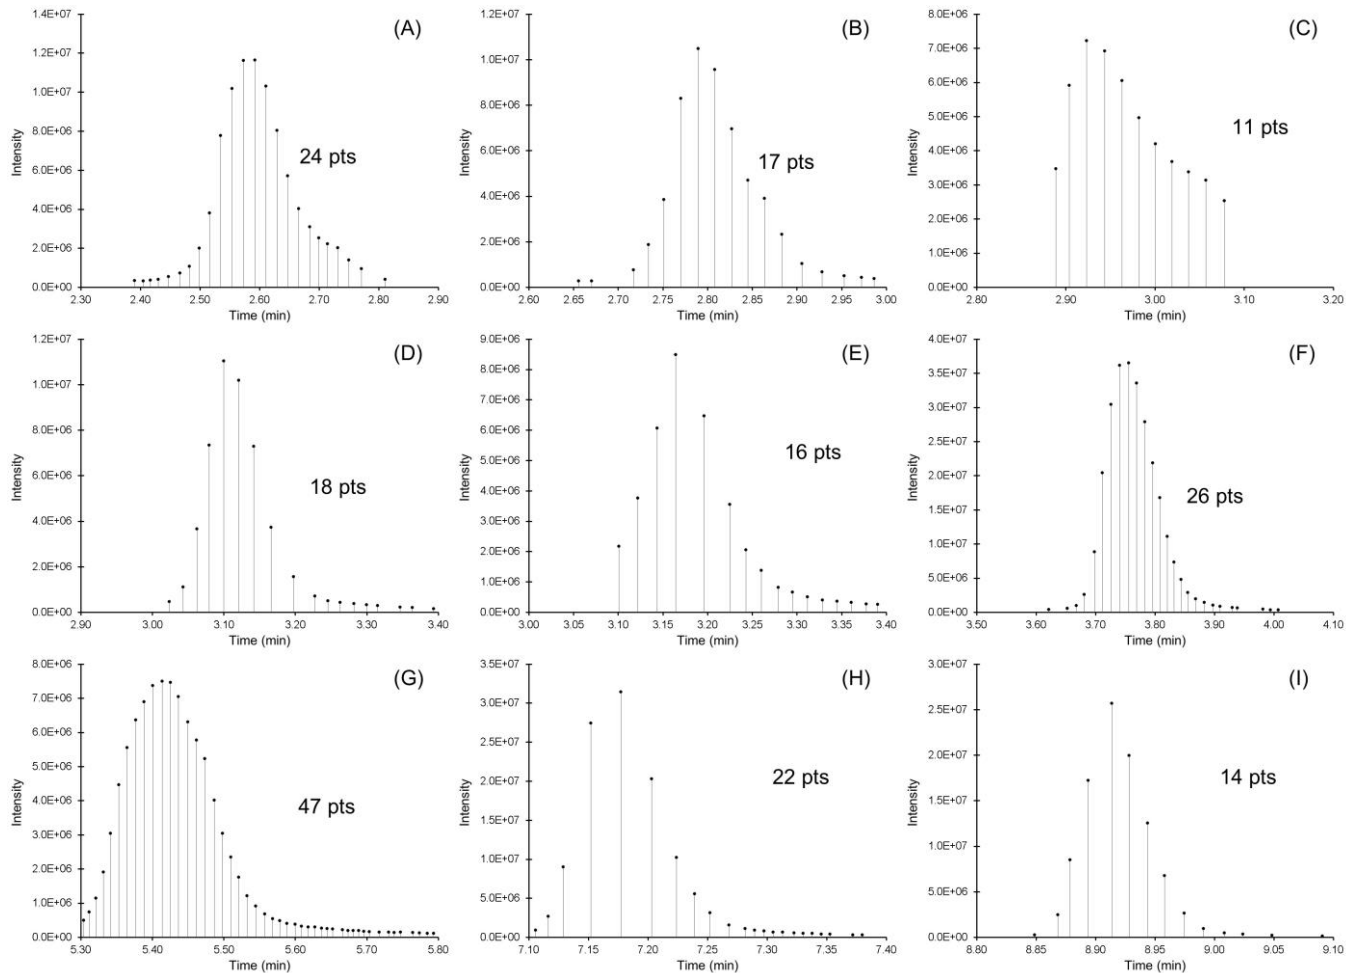 (A)
Intensity
1.4E+07
1.2E+07
1.0E+07
8.0E+06
6.0E+06
4.0E+06
2.0E+06
0.0E+00
24 pts
2.30 2.40 2.50 2.60 2.70 2.80 2.90
Time (min)
(B)
Intensity
1.2E+07
1.0E+07
8.0E+06
6.0E+06
4.0E+06
2.0E+06
0.0E+00
17 pts
2.60 2.65 2.70 2.75 2.80 2.85 2.90 2.95 3.00
Time (min)
(C)
Intensity
8.0E+06
7.0E+06
6.0E+06
5.0E+06
4.0E+06
3.0E+06
2.0E+06
1.0E+06
0.0E+00
11 pts
2.80 2.90 3.00 3.10 3.20
Time (min)
(D)
Intensity
1.2E+07
1.0E+07
8.0E+06
6.0E+06
4.0E+06
2.0E+06
0.0E+00
18 pts
2.90 3.00 3.10 3.20 3.30 3.40
Time (min)
(E)
Intensity
9.0E+06
8.0E+06
7.0E+06
6.0E+06
5.0E+06
4.0E+06
3.0E+06
2.0E+06
1.0E+06
0.0E+00
16 pts
3.00 3.05 3.10 3.15 3.20 3.25 3.30 3.35 3.40
Time (min)
(F)
Intensity
4.0E+07
3.5E+07
3.0E+07
2.5E+07
2.0E+07
1.5E+07
1.0E+07
5.0E+06
0.0E+00
26 pts
3.50 3.60 3.70 3.80 3.90 4.00 4.10
Time (min)
(G)
Intensity
8.0E+06
7.0E+06
6.0E+06
5.0E+06
4.0E+06
3.0E+06
2.0E+06
1.0E+06
0.0E+00
47 pts
5.30 5.40 5.50 5.60 5.70 5.80
Time (min)
(H)
Intensity
3.5E+07
3.0E+07
2.5E+07
2.0E+07
1.5E+07
1.0E+07
5.0E+06
0.0E+00
22 pts
7.10 7.15 7.20 7.25 7.30 7.35 7.40
Time (min)
(I)
Intensity
3.0E+07
2.5E+07
2.0E+07
1.5E+07
1.0E+07
5.0E+06
0.0E+00
14 pts
8.80 8.85 8.90 8.95 9.00 9.05 9.10
Time (min)